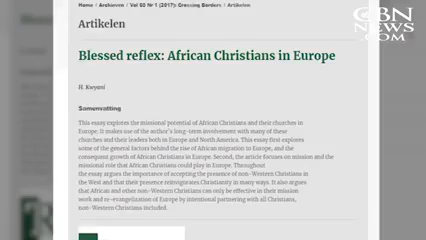 CBN
NEWS
.COM
Home / Archieven / Vol 60 Nr 1 (2017): Crossing Borders / Artikelen
Artikelen
Blessed reflex: African Christians in Europe
H. Kwyani
Samenvatting
This essay explores the missional potential of African Christians and their churches in
Europe. It makes use of the author's long-term involvement with many of these
churches and their leaders both in Europe and North America. This essay first explores
some of the general factors behind the rise of African migration to Europe, and the
consequent growth of African Christians in Europe. Second, the article focuses on mission and the
missional role that African Christians could play in Europe. Throughout
the essay argues the importance of accepting the presence of non-Western Christians in
the West and that their presence reinvigorates Christianity in many ways. It also argues
that African and other non-Western Christians can only be effective in their mission
work and re-evangelization of Europe by intentional partnering with all Christians,
non-Western Christians included.